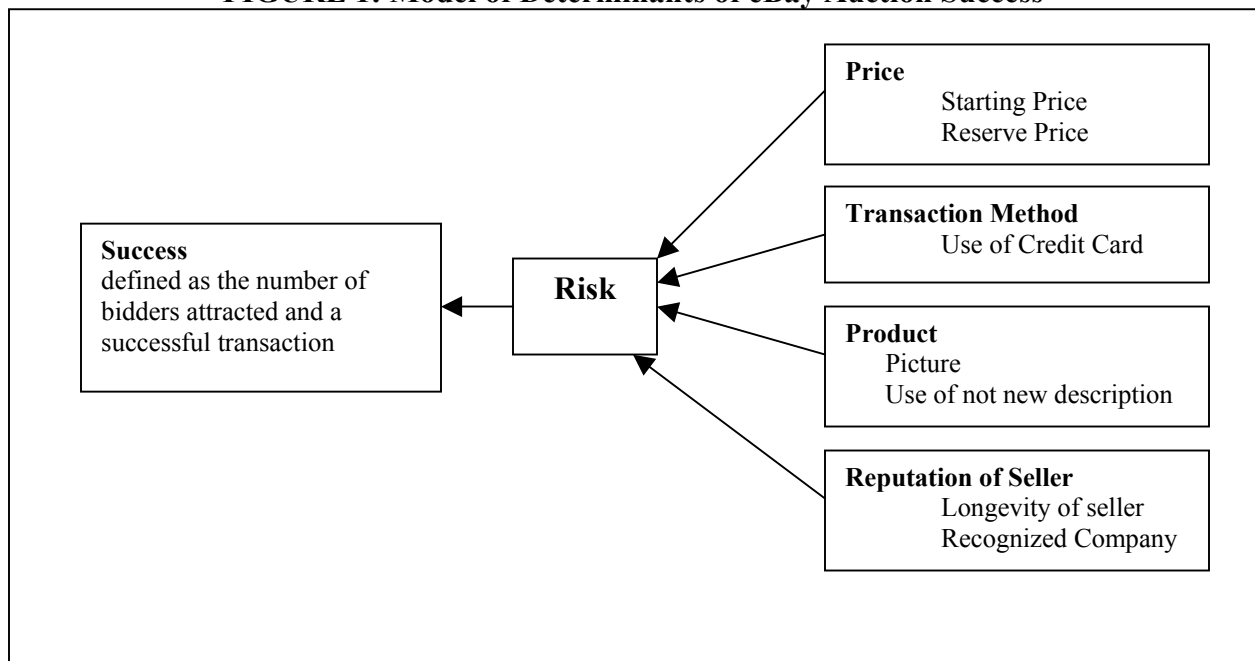 FIGURE 1: Model of Determinants of eBay Auction Success
Price
Starting Price
Reserve Price
Transaction Method
Use of Credit Card
Success
defined as the number of
bidders attracted and a
successful transaction
Risk
Product
Picture
Use of not new description
Reputation of Seller
Longevity of seller
Recognized Company